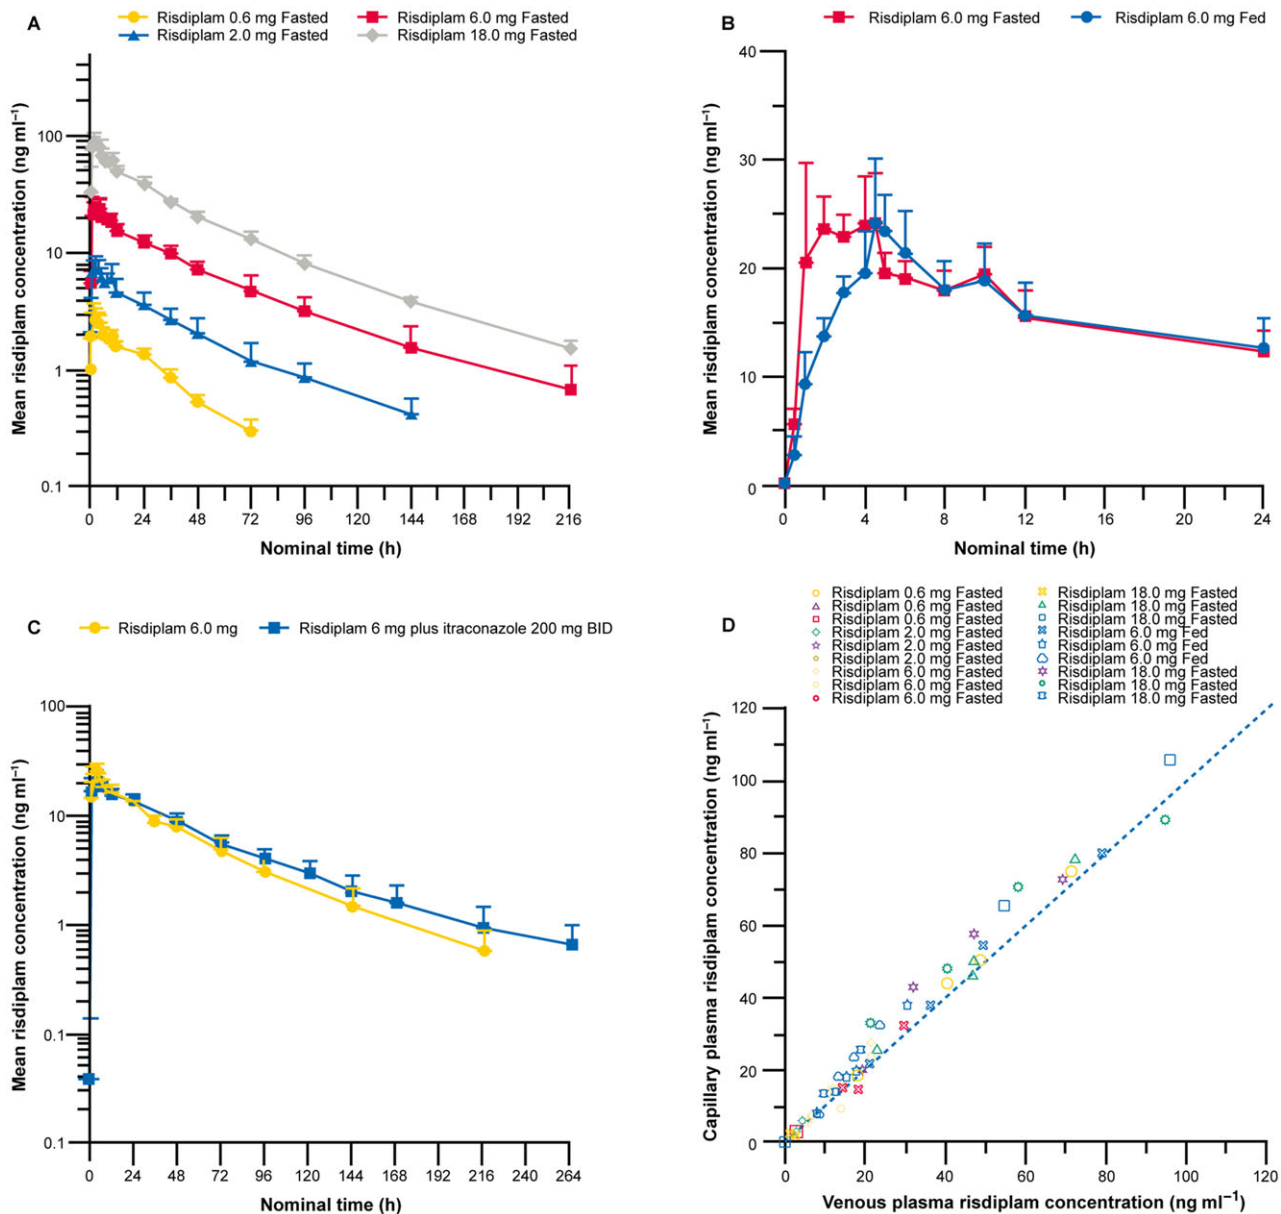 A
Risdiplam 0.6 mg Fasted
Risdiplam 6.0 mg Fasted
Risdiplam 2.0 mg Fasted
Risdiplam 18.0 mg Fasted
Mean risdiplam concentration (ng ml⁻¹)
100
10
1
0.1
0 24 48 72 96 120 144 168 192 216
Nominal time (h)
B
Risdiplam 6.0 mg Fasted
Risdiplam 6.0 mg Fed
Mean risdiplam concentration (ng ml⁻¹)
40
30
20
10
0
0 4 8 12 16 20 24
Nominal time (h)
C
Risdiplam 6.0 mg
Risdiplam 6 mg plus itraconazole 200 mg BID
Mean risdiplam concentration (ng ml⁻¹)
100
10
1
0.1
0.1
0 24 48 72 96 120 144 168 192 216 240 264
Nominal time (h)
D
Risdiplam 0.6 mg Fasted
Risdiplam 0.6 mg Fasted
Risdiplam 0.6 mg Fasted
Risdiplam 2.0 mg Fasted
Risdiplam 2.0 mg Fasted
Risdiplam 2.0 mg Fasted
Risdiplam 6.0 mg Fasted
Risdiplam 6.0 mg Fasted
Risdiplam 6.0 mg Fasted
Risdiplam 18.0 mg Fasted
Risdiplam 18.0 mg Fasted
Risdiplam 18.0 mg Fasted
Risdiplam 6.0 mg Fed
Risdiplam 6.0 mg Fed
Risdiplam 6.0 mg Fed
Risdiplam 18.0 mg Fasted
Risdiplam 18.0 mg Fasted
Risdiplam 18.0 mg Fasted
Capillary plasma risdiplam concentration (ng ml⁻¹)
120
100
80
60
40
20
0
0 20 40 60 80 100 120
Venous plasma risdiplam concentration (ng ml⁻¹)